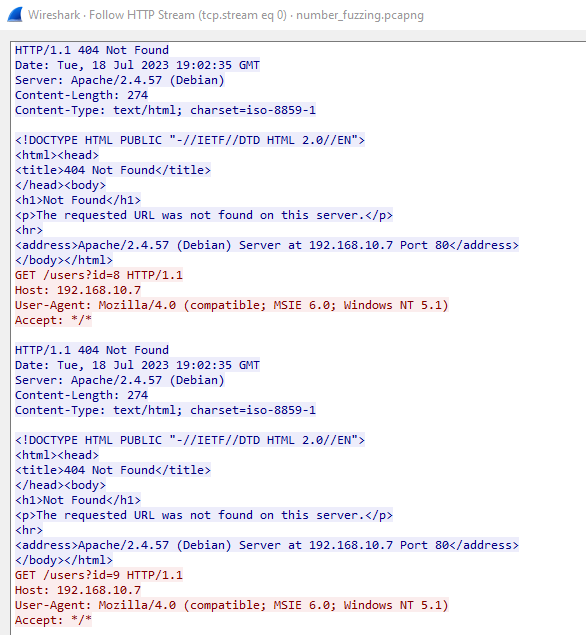 Wireshark · Follow HTTP Stream (tcp.stream eq 0) · number_fuzzing.pcapng
HTTP/1.1 404 Not Found
Date: Tue, 18 Jul 2023 19:02:35 GMT
Server: Apache/2.4.57 (Debian)
Content-Length: 274
Content-Type: text/html; charset=iso-8859-1

<!DOCTYPE HTML PUBLIC "-//IETF//DTD HTML 2.0//EN">
<html><head>
<title>404 Not Found</title>
</head><body>
<h1>Not Found</h1>
<p>The requested URL was not found on this server.</p>
<hr>
<address>Apache/2.4.57 (Debian) Server at 192.168.10.7 Port 80</address>
</body></html>
GET /users?id=8 HTTP/1.1
Host: 192.168.10.7
User-Agent: Mozilla/4.0 (compatible; MSIE 6.0; Windows NT 5.1)
Accept: */*

HTTP/1.1 404 Not Found
Date: Tue, 18 Jul 2023 19:02:35 GMT
Server: Apache/2.4.57 (Debian)
Content-Length: 274
Content-Type: text/html; charset=iso-8859-1

<!DOCTYPE HTML PUBLIC "-//IETF//DTD HTML 2.0//EN">
<html><head>
<title>404 Not Found</title>
</head><body>
<h1>Not Found</h1>
<p>The requested URL was not found on this server.</p>
<hr>
<address>Apache/2.4.57 (Debian) Server at 192.168.10.7 Port 80</address>
</body></html>
GET /users?id=9 HTTP/1.1
Host: 192.168.10.7
User-Agent: Mozilla/4.0 (compatible; MSIE 6.0; Windows NT 5.1)
Accept: */*